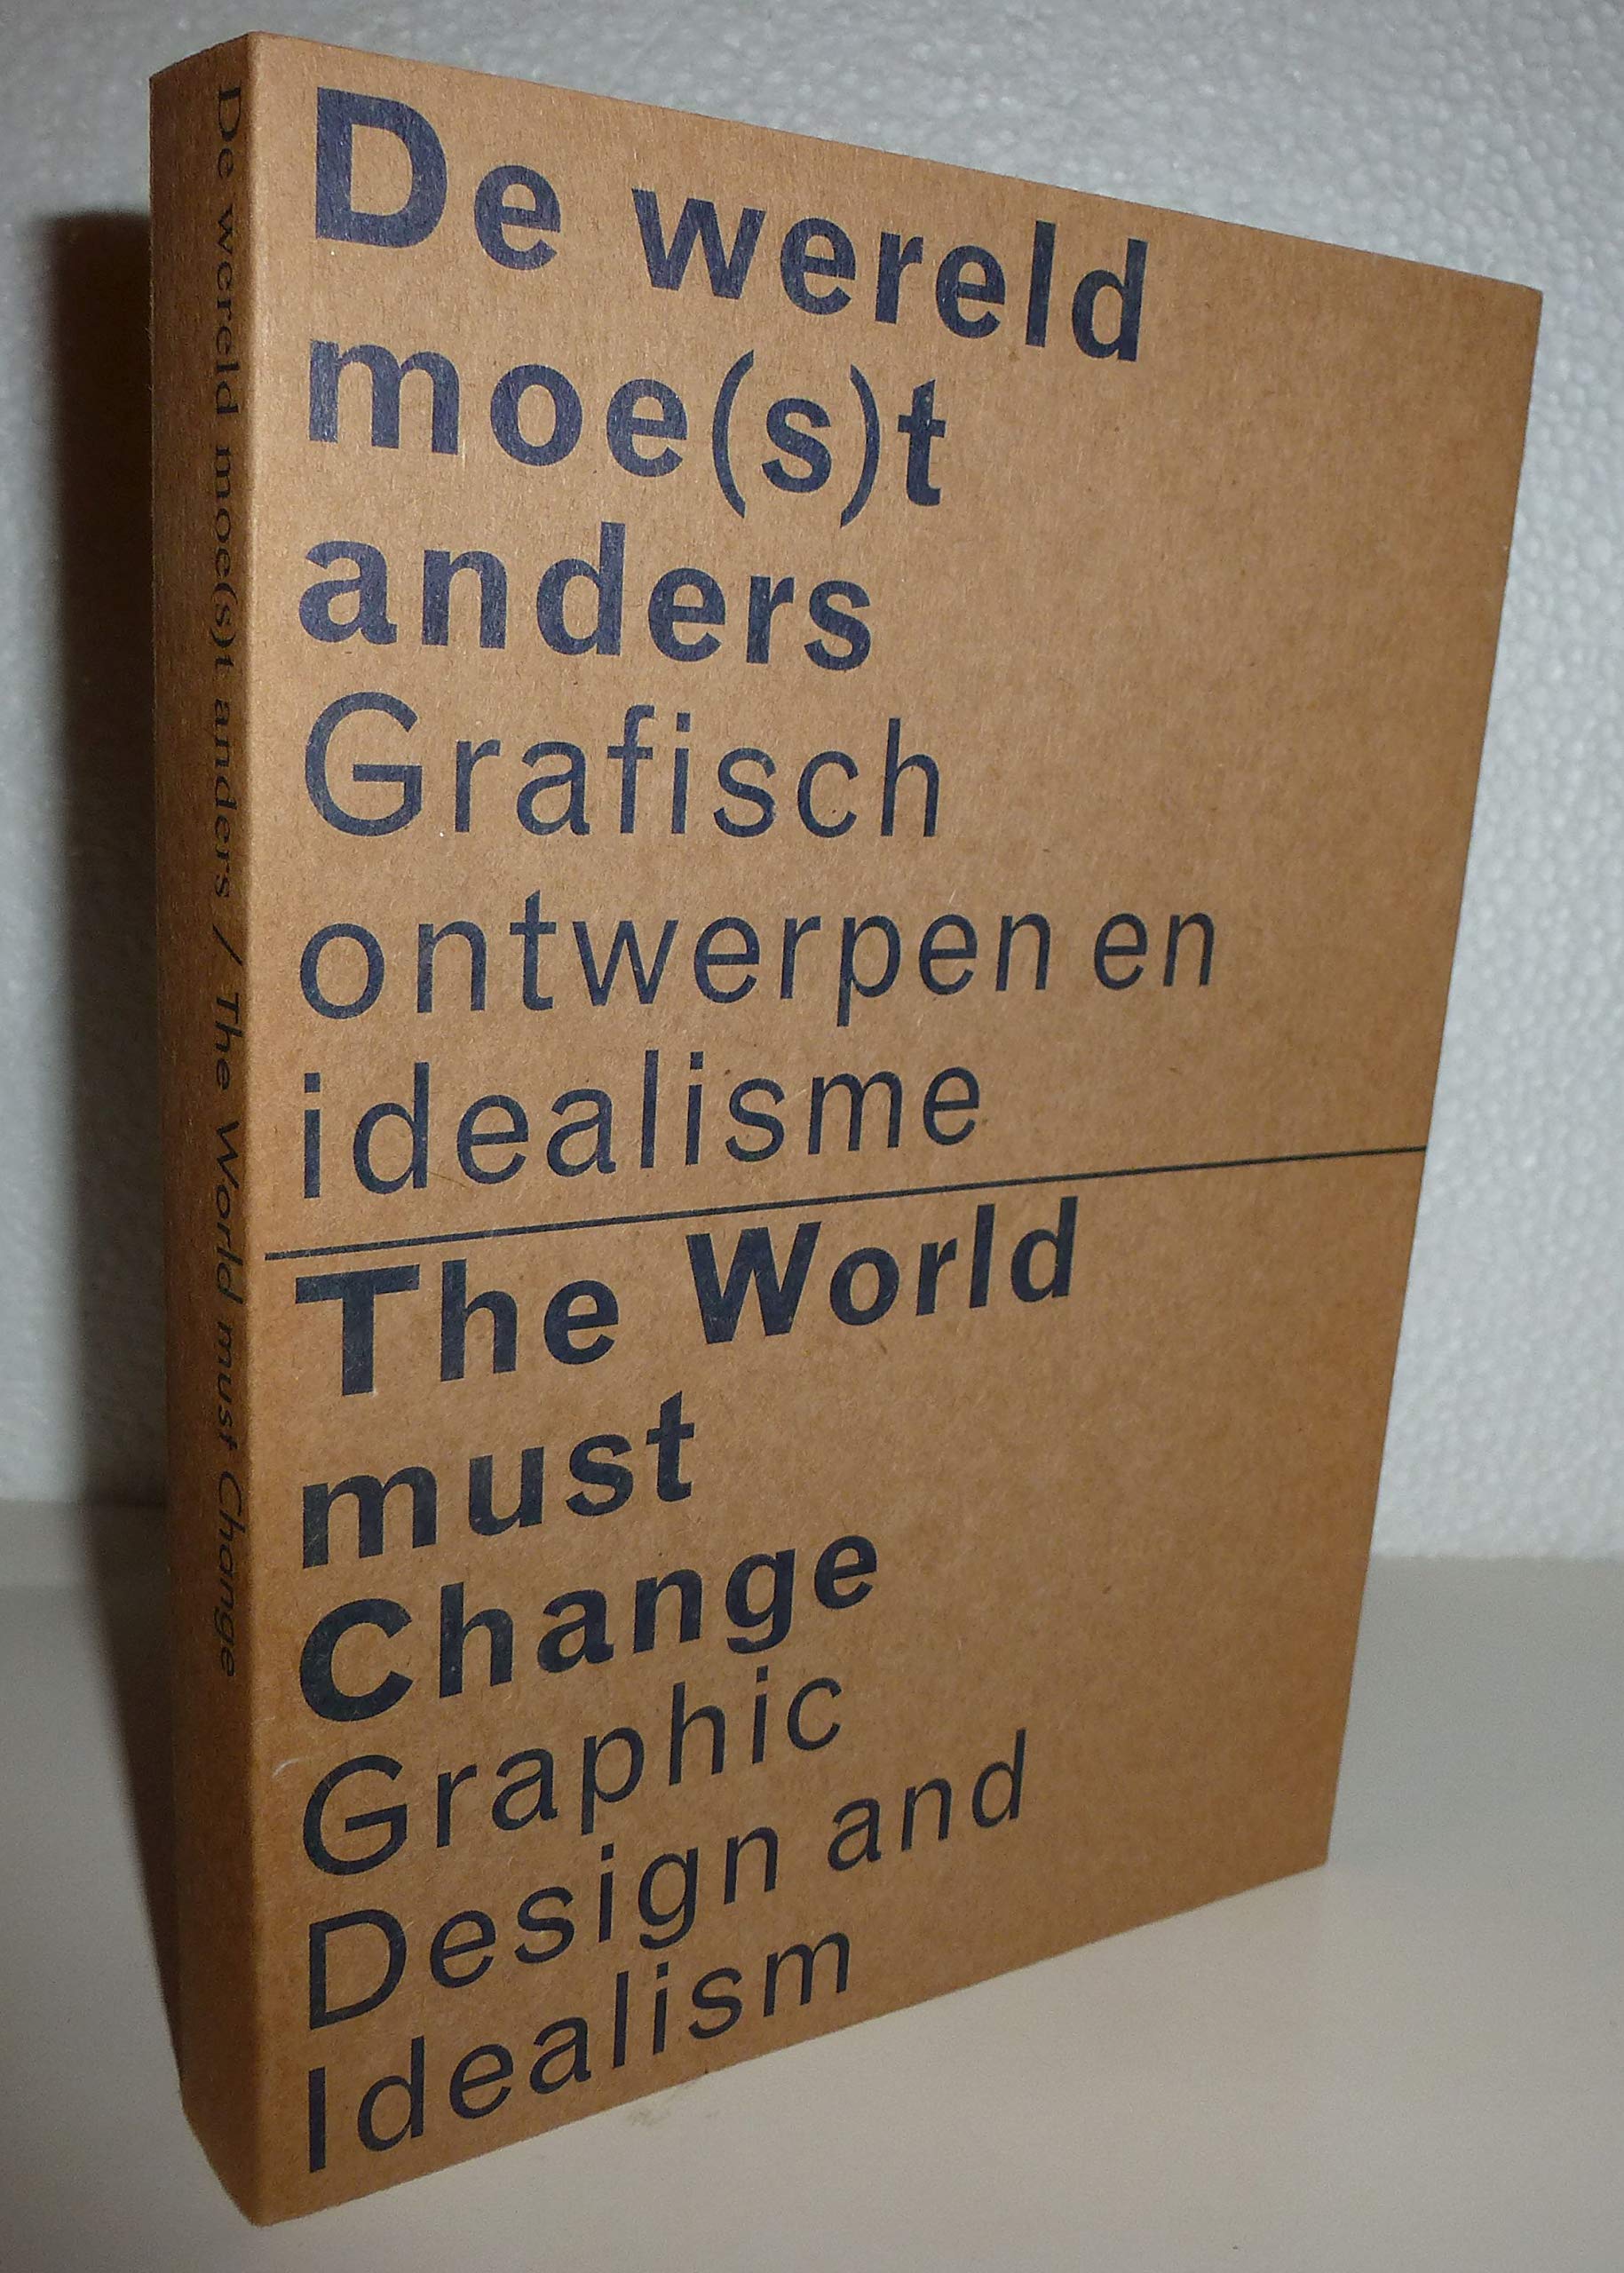 De wereld moe(s)t anders / The World must Change
De wereld
moe(s)t
anders
Grafisch
ontwerpen en
idealisme
The World
must
Change
Graphic
Design and
Idealism